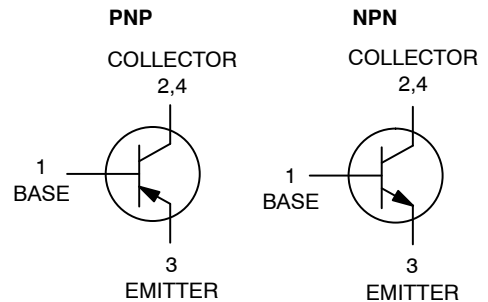 PNP
COLLECTOR
2,4
1
BASE
3
EMITTER
NPN
COLLECTOR
2,4
1
BASE
3
EMITTER